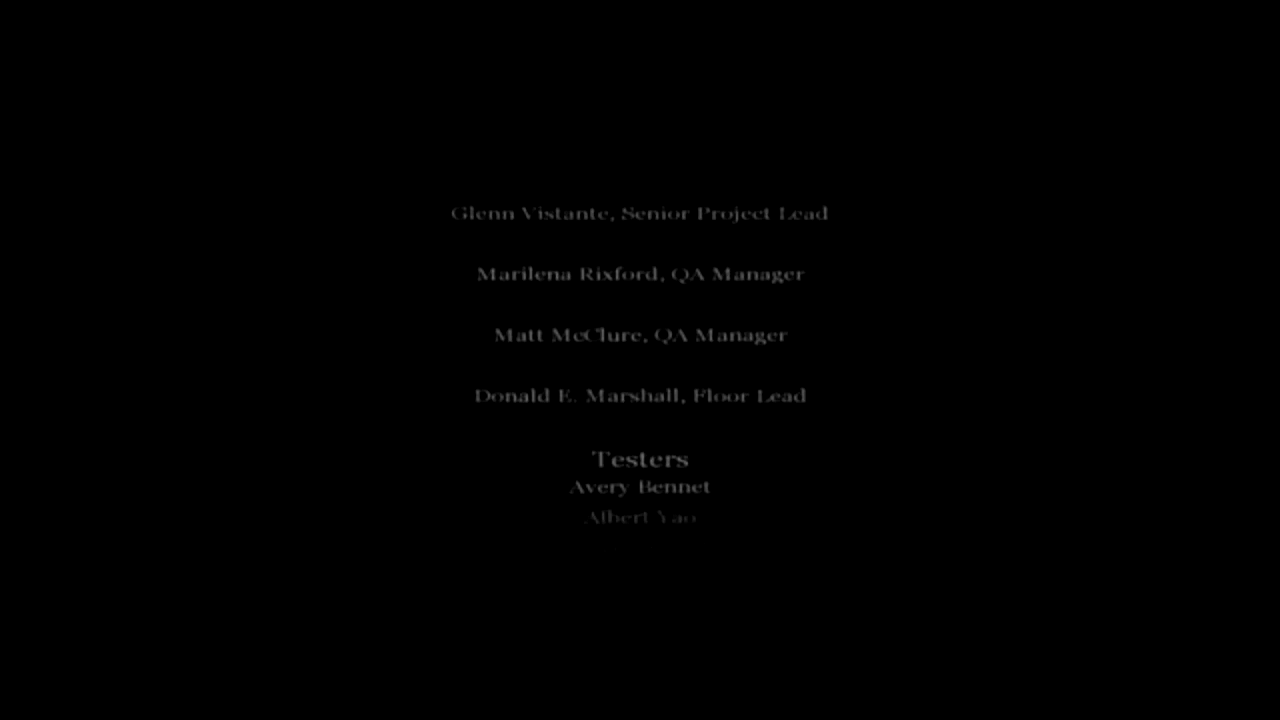 Glenn Vistante, Senior Project Lead
Marilena Rixford, QA Manager
Matt McClure, QA Manager
Donald E. Marshall, Floor Lead
Testers
Avery Bennet
Albert Yao